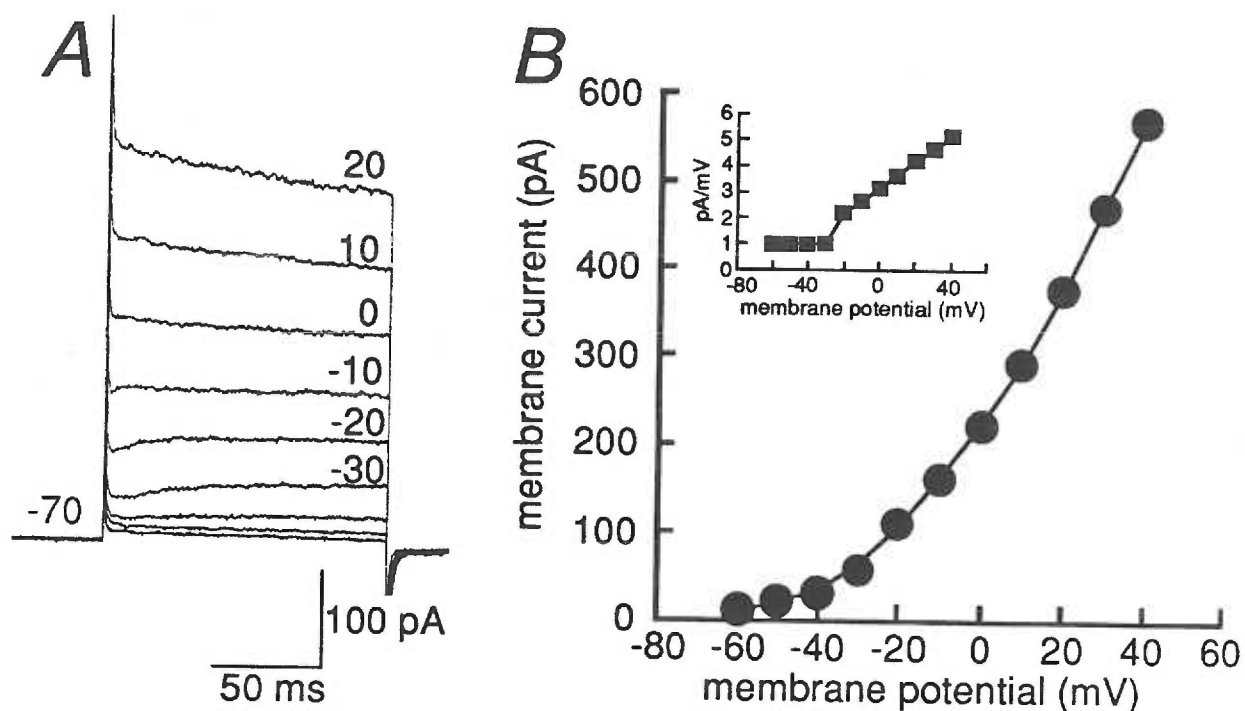 A
20
10
0
-10
-20
-30
-70
100 pA
50 ms
B
600
500
400
300
200
100
0
membrane current (pA)
-80 -60 -40 -20 0 20 40 60
membrane potential (mV)
6
5
4
3
2
1
0
pA/mV
-80 -40 0 40
membrane potential (mV)